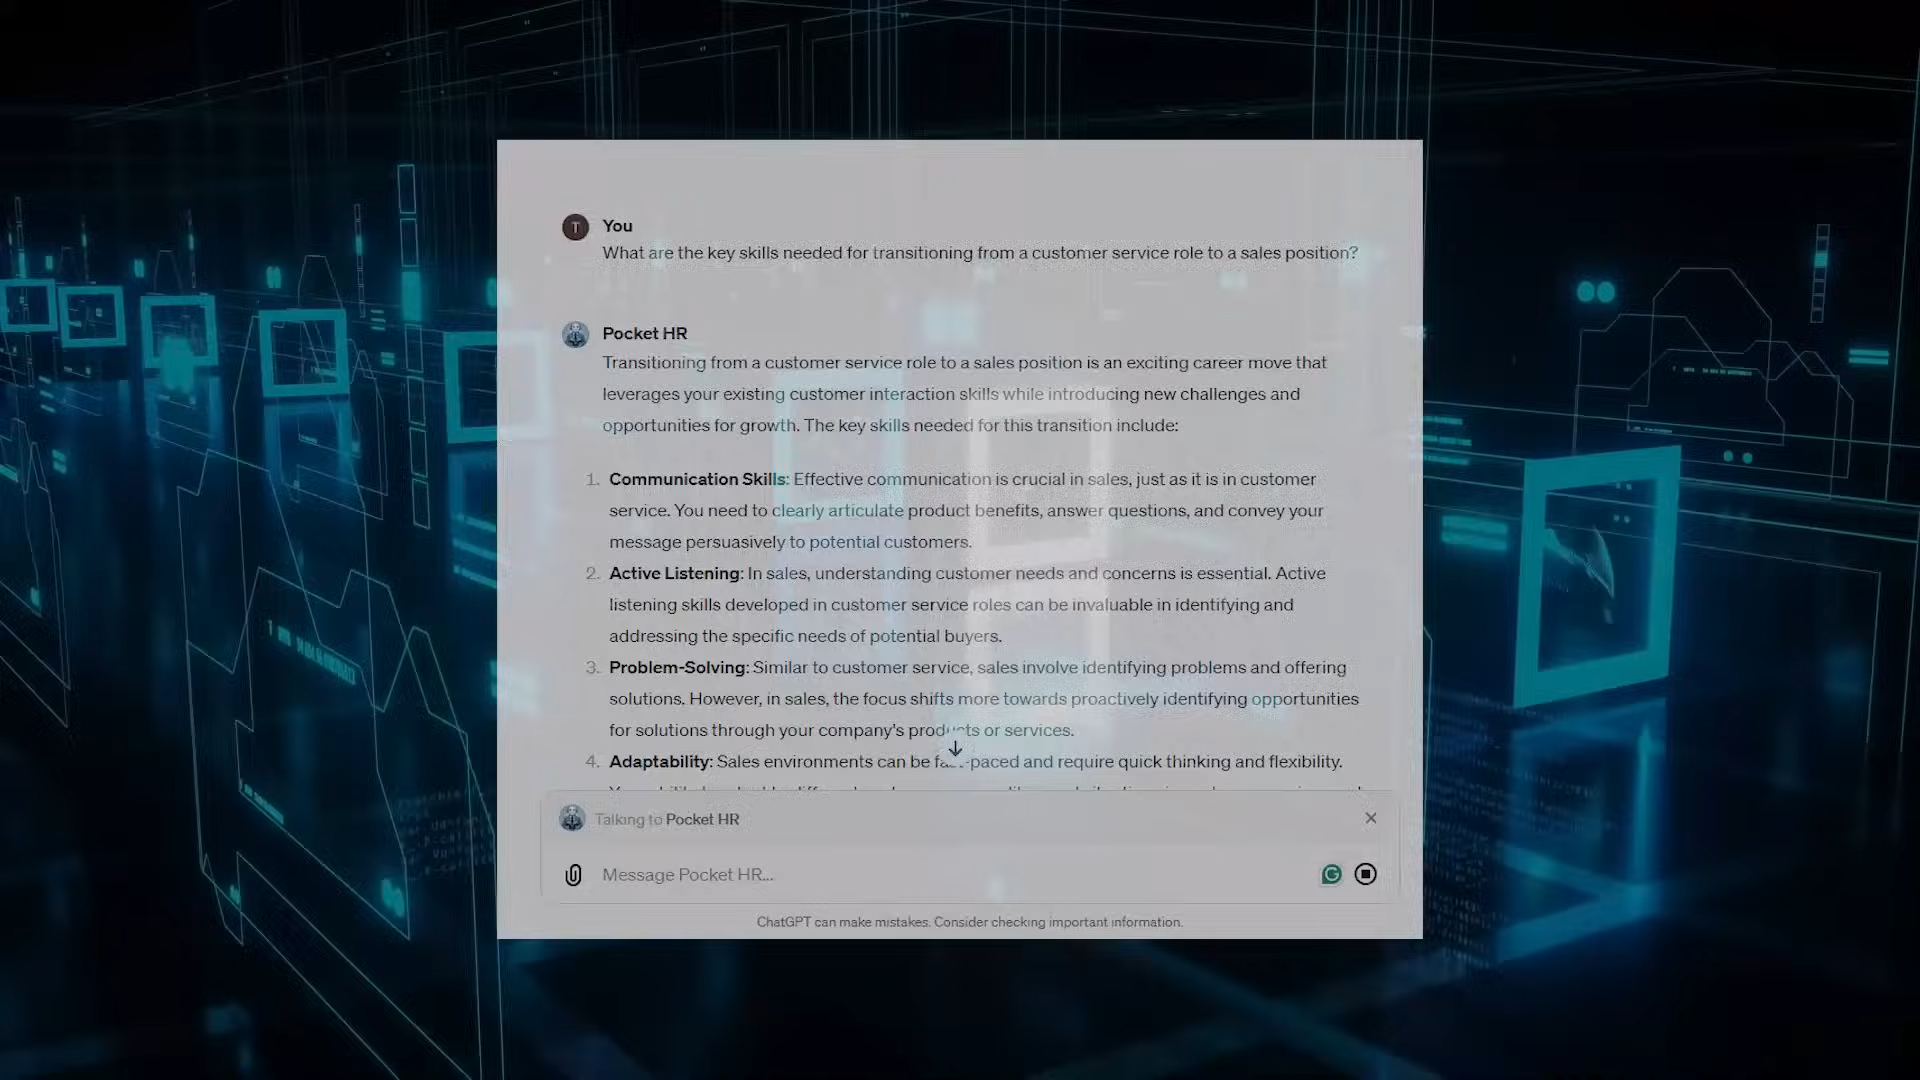 You
What are the key skills needed for transitioning from a customer service role to a sales position?
Pocket HR
Transitioning from a customer service role to a sales position is an exciting career move that
leverages your existing customer interaction skills while introducing new challenges and
opportunities for growth. The key skills needed for this transition include:
1. Communication Skills: Effective communication is crucial in sales, just as it is in customer
service. You need to clearly articulate product benefits, answer questions, and convey your
message persuasively to potential customers.
2. Active Listening: In sales, understanding customer needs and concerns is essential. Active
listening skills developed in customer service roles can be invaluable in identifying and
addressing the specific needs of potential buyers.
3. Problem-Solving: Similar to customer service, sales involve identifying problems and offering
solutions. However, in sales, the focus shifts more towards proactively identifying opportunities
for solutions through your company's products or services.
4. Adaptability: Sales environments can be fast-paced and require quick thinking and flexibility.
Talking to Pocket HR
Message Pocket HR...
ChatGPT can make mistakes. Consider checking important information.